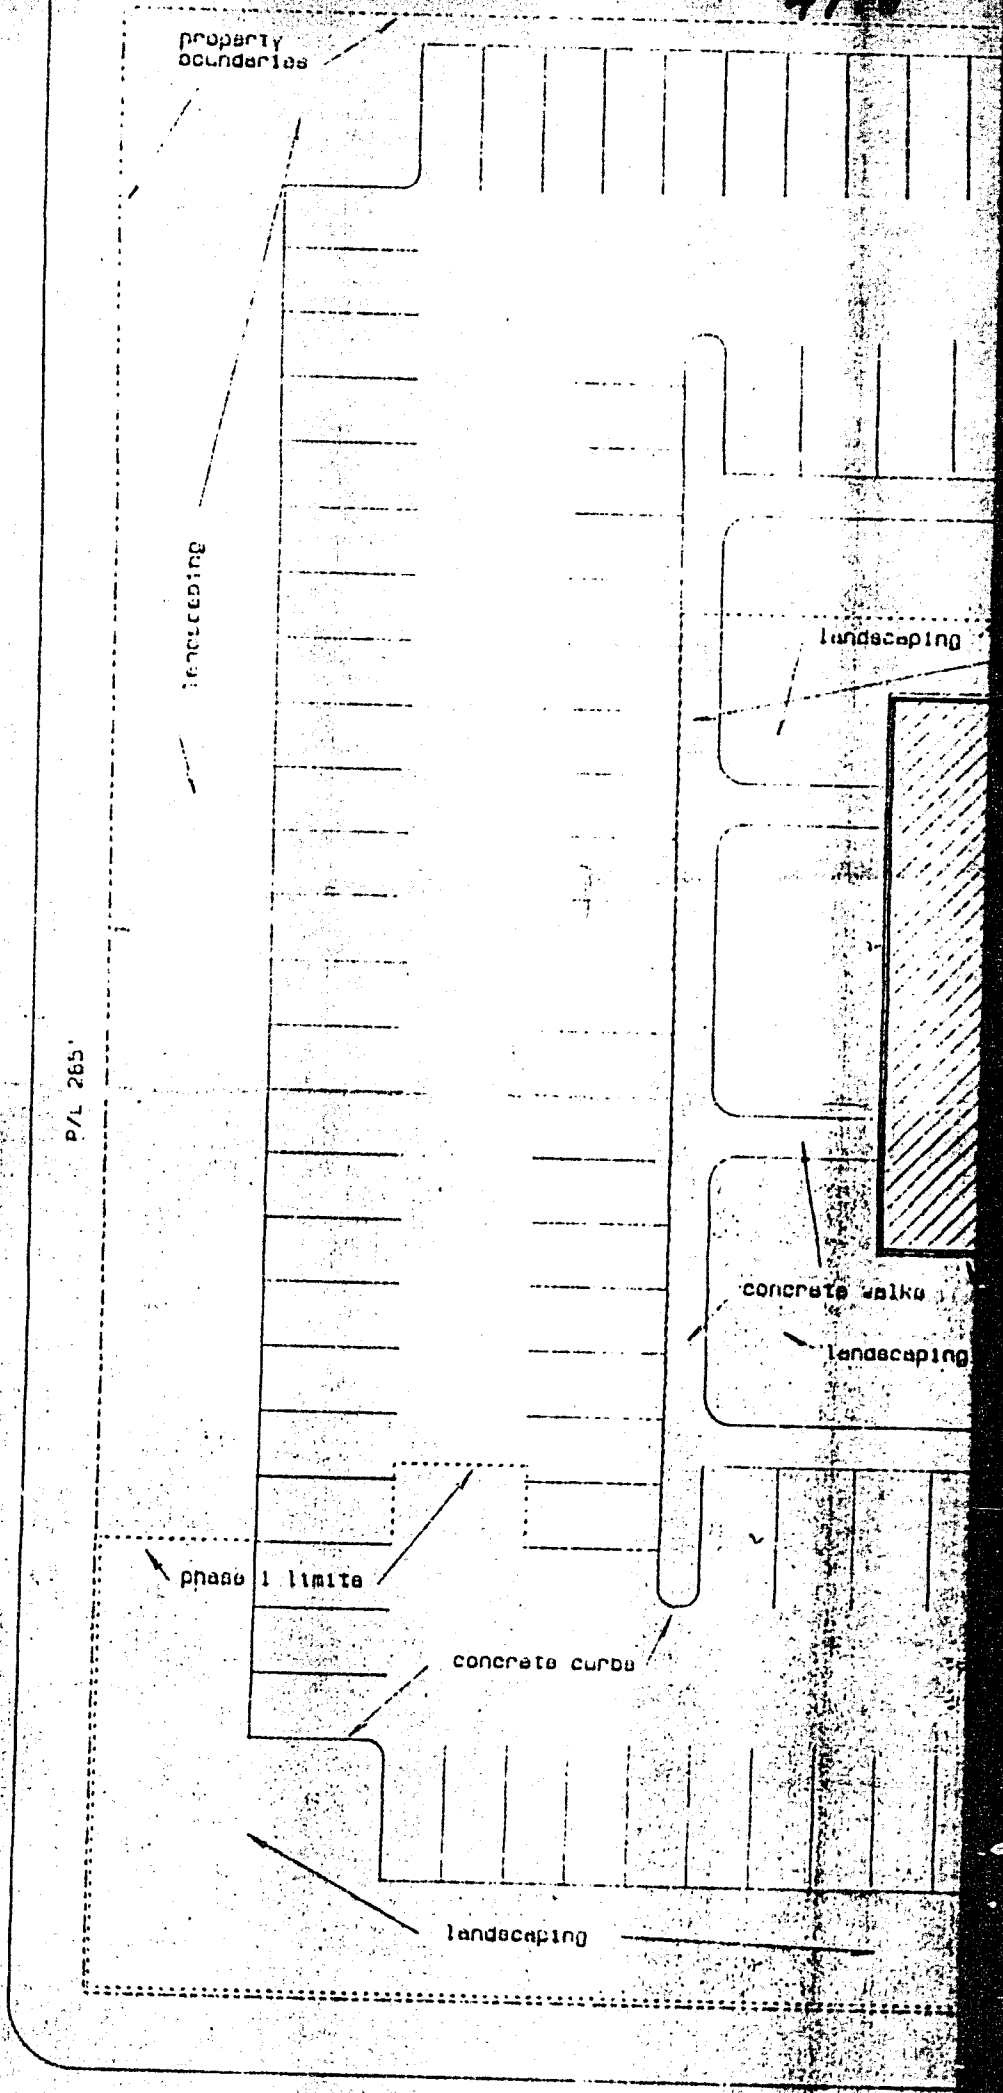 property
boundaries
landscaping
landscaping
P/L 265'
concrete walks
landscaping
phase 1 limits
concrete curbs
landscaping